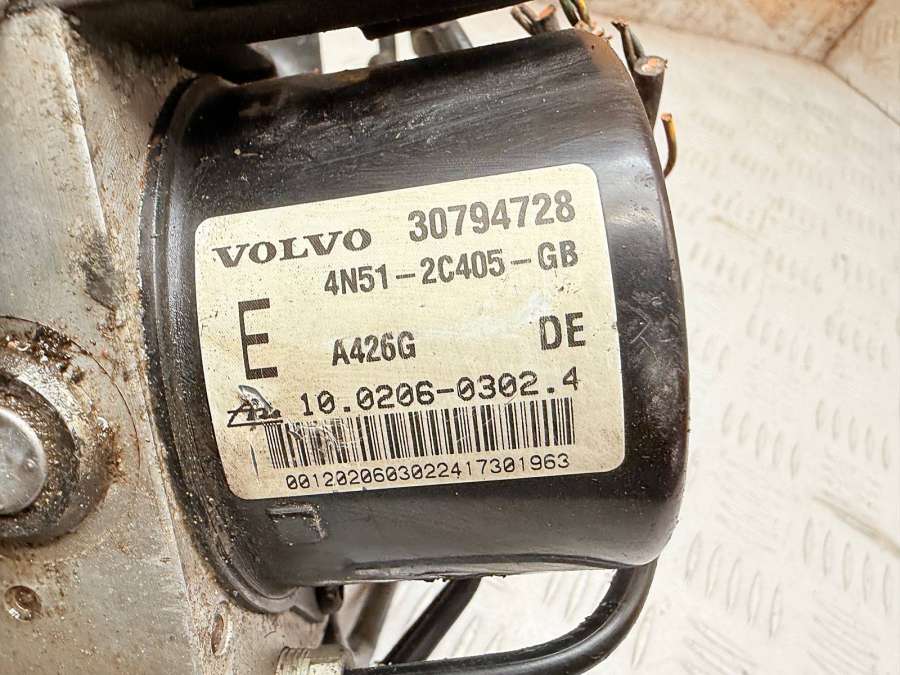 VOLVO 30794728
4N51-2C405-GB
E A426G DE
10.0206-0302.4
0012020603022417301963